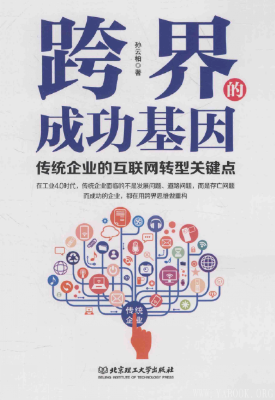 孙云柏◎著
跨界的
成功基因
传统企业的互联网转型关键点
在工业4.0时代，传统企业面临的不是发展问题、道路问题，而是存亡问题
而成功的企业，都在用跨界思维做重构
传统
企业
北京理工大学出版社
BEIJING INSTITUTE OF TECHNOLOGY PRESS